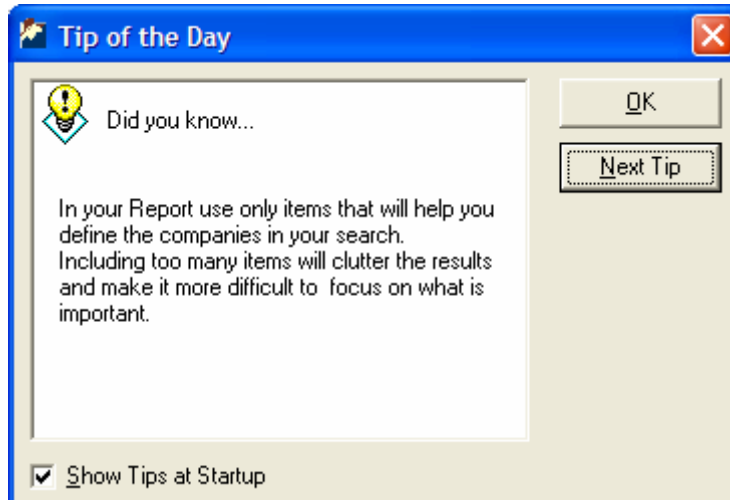 Tip of the Day
Did you know...
OK
Next Tip
In your Report use only items that will help you
define the companies in your search.
Including too many items will clutter the results
and make it more difficult to  focus on what is
important.
Show Tips at Startup